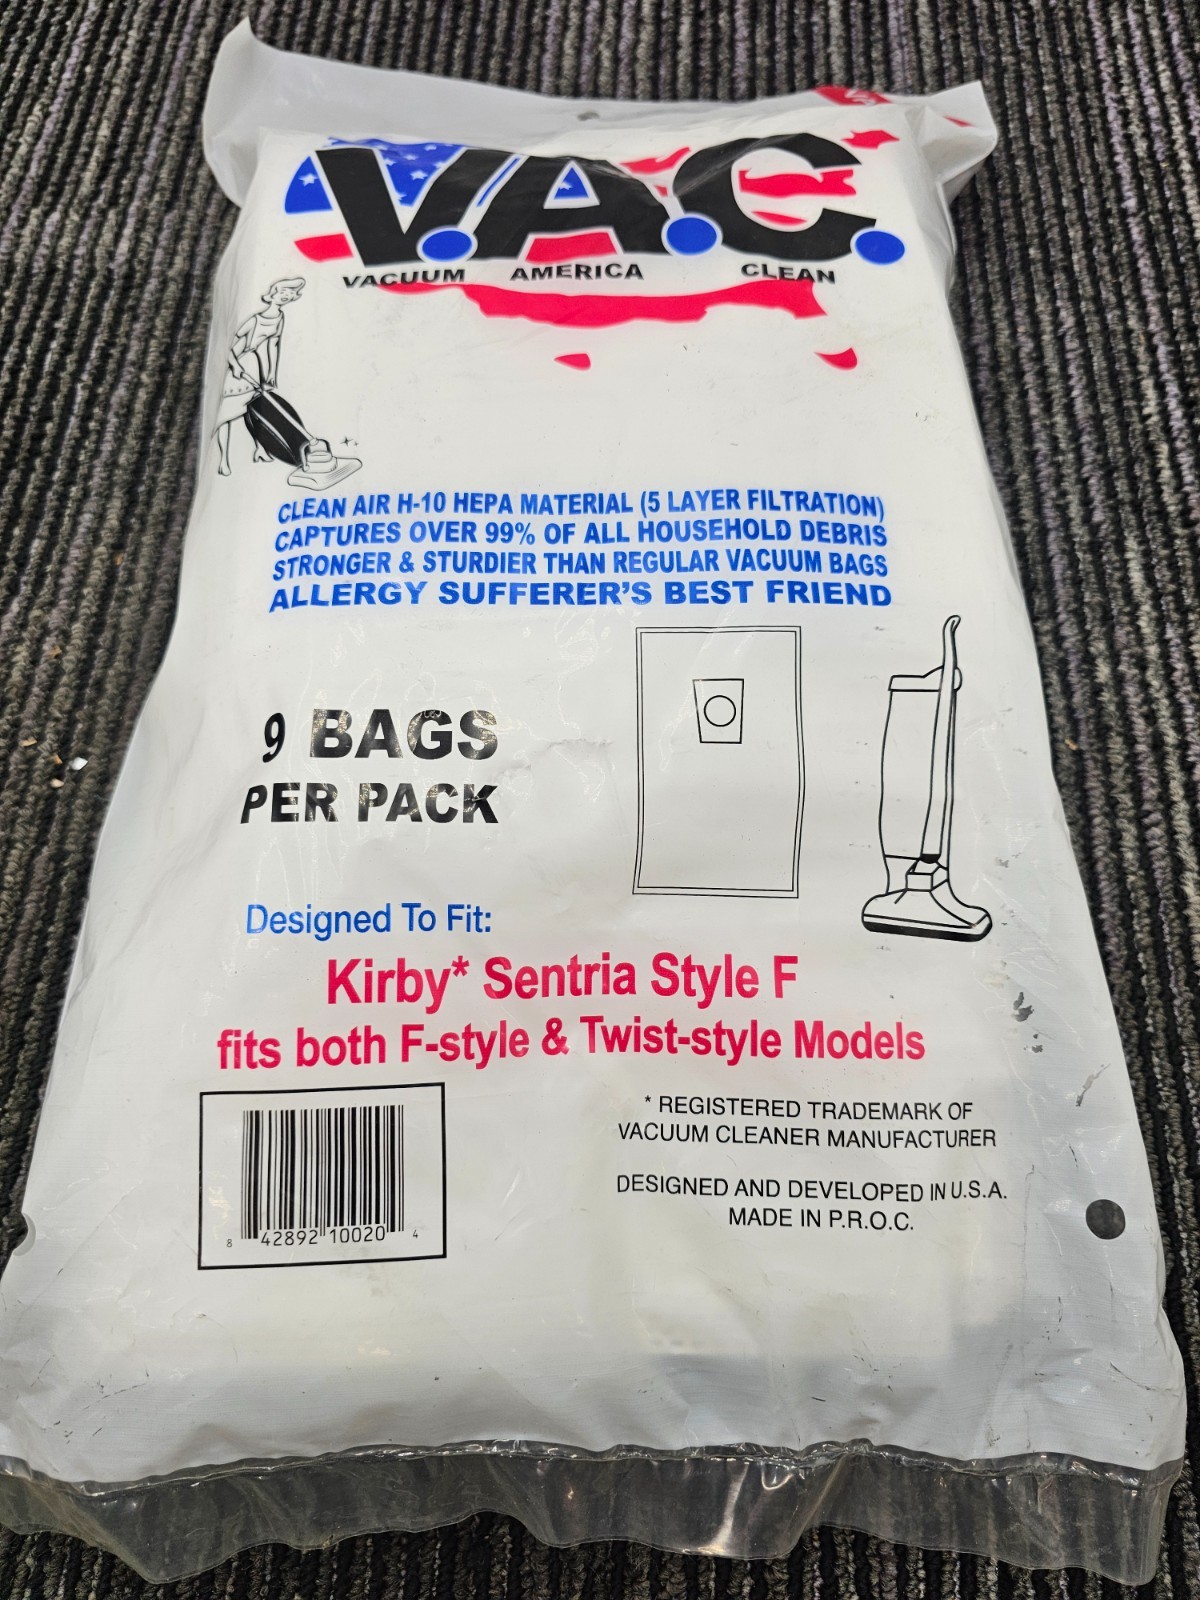 V.A.C.
VACUUM AMERICA CLEAN
CLEAN AIR H-10 HEPA MATERIAL (5 LAYER FILTRATION)
CAPTURES OVER 99% OF ALL HOUSEHOLD DEBRIS
STRONGER & STURDIER THAN REGULAR VACUUM BAGS
ALLERGY SUFFERER'S BEST FRIEND
9 BAGS
PER PACK
Designed To Fit:
Kirby* Sentria Style F
fits both F-style & Twist-style Models
* REGISTERED TRADEMARK OF
VACUUM CLEANER MANUFACTURER
DESIGNED AND DEVELOPED IN U.S.A.
MADE IN P.R.O.C.
8 42892 10020 4